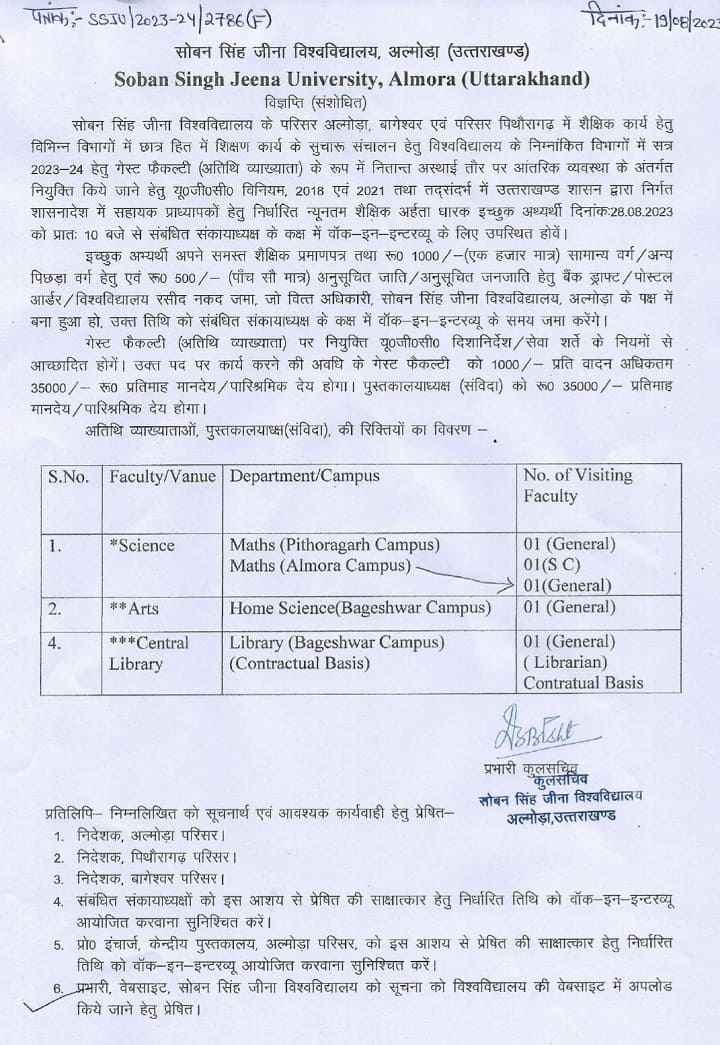 पत्रांक:- SSJU/2023-24/2786(F) दिनांक:-19/08/2023
सोबन सिंह जीना विश्वविद्यालय, अल्मोड़ा (उत्तराखण्ड)
Soban Singh Jeena University, Almora (Uttarakhand)
विज्ञप्ति (संशोधित)
सोबन सिंह जीना विश्वविद्यालय के परिसर अल्मोड़ा, बागेश्वर एवं परिसर पिथौरागढ़ में शैक्षिक कार्य हेतु
विभिन्न विभागों में छात्र हित में शिक्षण कार्य के सुचारू संचालन हेतु विश्वविद्यालय के निम्नांकित विभागों में सत्र
2023–24 हेतु गेस्ट फैकल्टी (अतिथि व्याख्याता) के रूप में नितान्त अस्थाई तौर पर आंतरिक व्यवस्था के अंतर्गत
नियुक्ति किये जाने हेतु यू0जी0सी0 विनियम, 2018 एवं 2021 तथा तद्संदर्भ में उत्तराखण्ड शासन द्वारा निर्गत
शासनादेश में सहायक प्राध्यापकों हेतु निर्धारित न्यूनतम शैक्षिक अर्हता धारक इच्छुक अथ्यर्थी दिनांक:28.08.2023
को प्रातः 10 बजे से संबंधित संकायाध्यक्ष के कक्ष में वॉक–इन–इन्टरव्यू के लिए उपस्थित होवें।
इच्छुक अभ्यर्थी अपने समस्त शैक्षिक प्रमाणपत्र तथा रू0 1000/–(एक हजार मात्र) सामान्य वर्ग/अन्य
पिछड़ा वर्ग हेतु एवं रू0 500/– (पाँच सौ मात्र) अनुसूचित जाति/अनुसूचित जनजाति हेतु बैंक ड्राफ्ट/पोस्टल
आर्डर/विश्वविद्यालय रसीद नकद जमा, जो वित्त अधिकारी, सोबन सिंह जीना विश्वविद्यालय, अल्मोड़ा के पक्ष में
बना हुआ हो, उक्त तिथि को संबंधित संकायाध्यक्ष के कक्ष में वॉक–इन–इन्टरव्यू के समय जमा करेंगे।
गेस्ट फैकल्टी (अतिथि व्याख्याता) पर नियुक्ति यू0जी0सी0 दिशानिर्देश/सेवा शर्ते के नियमों से
आच्छादित होगें। उक्त पद पर कार्य करने की अवधि के गेस्ट फैकल्टी को 1000/– प्रति वादन अधिकतम
35000/– रू0 प्रतिमाह मानदेय/पारिश्रमिक देय होगा। पुस्तकालयाध्यक्ष (संविदा) को रू0 35000/– प्रतिमाह
मानदेय/पारिश्रमिक देय होगा।
अतिथि व्याख्याताओं, पुस्तकालयाध्क्ष(संविदा), की रिक्तियों का विवरण –
S.No. Faculty/Vanue Department/Campus No. of Visiting
Faculty
1. *Science Maths (Pithoragarh Campus) 01 (General)
Maths (Almora Campus) 01(S C)
01(General)
2. **Arts Home Science(Bageshwar Campus) 01 (General)
4. ***Central Library (Bageshwar Campus) 01 (General)
Library (Contractual Basis) ( Librarian)
Contratual Basis
प्रभारी कुलसचिव
कुलसचिव
सोबन सिंह जीना विश्वविद्यालय
अल्मोड़ा,उत्तराखण्ड
प्रतिलिपि– निम्नलिखित को सूचनार्थ एवं आवश्यक कार्यवाही हेतु प्रेषित–
1. निदेशक, अल्मोड़ा परिसर।
2. निदेशक, पिथौरागढ़ परिसर।
3. निदेशक, बागेश्वर परिसर।
4. संबंधित संकायाध्यक्षों को इस आशय से प्रेषित की साक्षात्कार हेतु निर्धारित तिथि को वॉक–इन–इन्टरव्यू
आयोजित करवाना सुनिश्चित करें।
5. प्रो0 इंचार्ज, केन्द्रीय पुस्तकालय, अल्मोड़ा परिसर, को इस आशय से प्रेषित की साक्षात्कार हेतु निर्धारित
तिथि को वॉक–इन–इन्टरव्यू आयोजित करवाना सुनिश्चित करें।
6. प्रभारी, वेबसाइट, सोबन सिंह जीना विश्वविद्यालय को सूचना को विश्वविद्यालय की वेबसाइट में अपलोड
किये जाने हेतु प्रेषित।